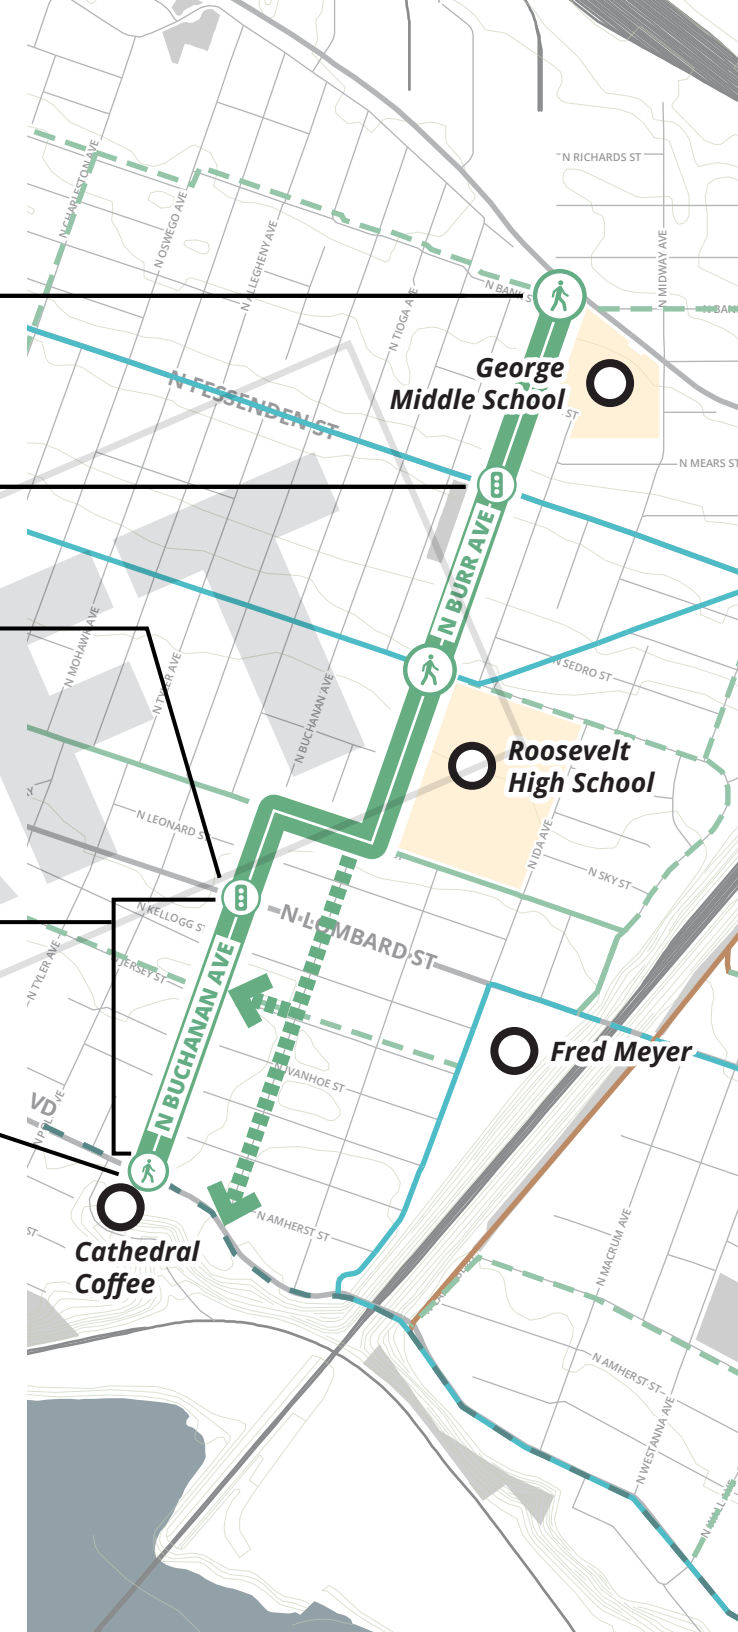 N RICHARDS ST
N CHARLESTON AVE
N OSWEGO AVE
N ALLEGHENY AVE
N MIDWAY AVE
N TIOGA AVE
George
Middle School
ST
N FESSENDEN ST
N MEARS ST
N BURR AVE
N MOHAWK AVE
N TYLER AVE
N BUCHANAN AVE
N SEDRO ST
FT
Roosevelt
High School
N LEONARD S
N IDA AVE
N SKY ST
N KELLOGG ST
N LOMBARD ST
N TYLER AVE
N BUCHANAN AVE
JERSEY ST
Fred Meyer
N IVANHOE ST
VD
N AMHERST ST
ST
Cathedral
Coffee
N MACRUM AVE
N AMHERST ST
N WESTANNA AVE